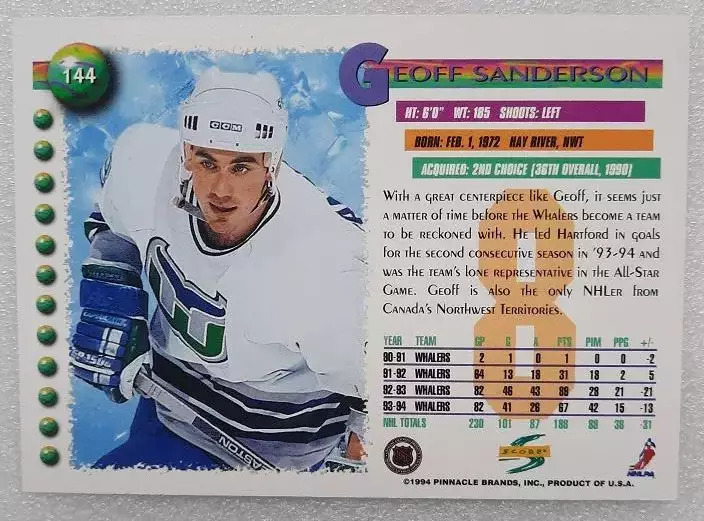 144
GEOFF SANDERSON
HT: 6'0" WT: 185 SHOOTS: LEFT
BORN: FEB. 1, 1972 HAY RIVER, NWT
ACQUIRED: 2ND CHOICE (36TH OVERALL, 1990)
WITH A GREAT CENTERPIECE LIKE GEOFF, IT SEEMS JUST
A MATTER OF TIME BEFORE THE WHALERS BECOME A TEAM
TO BE RECKONED WITH. HE LED HARTFORD IN GOALS
FOR THE SECOND CONSECUTIVE SEASON IN '93-94 AND
WAS THE TEAM'S LONE REPRESENTATIVE IN THE ALL-STAR
GAME. GEOFF IS ALSO THE ONLY NHLER FROM
CANADA'S NORTHWEST TERRITORIES.
8
YEAR TEAM GP G A PTS PIM PPG +/-
90-91 WHALERS 2 1 0 1 0 0 -2
91-92 WHALERS 64 13 18 31 18 2 5
92-93 WHALERS 82 46 43 89 28 21 -21
93-94 WHALERS 82 41 26 67 42 15 -13
NHL TOTALS 230 101 87 188 88 38 -31
CCM
EASTON
SCORE
NHL
NHLPA
©1994 PINNACLE BRANDS, INC., PRODUCT OF U.S.A.